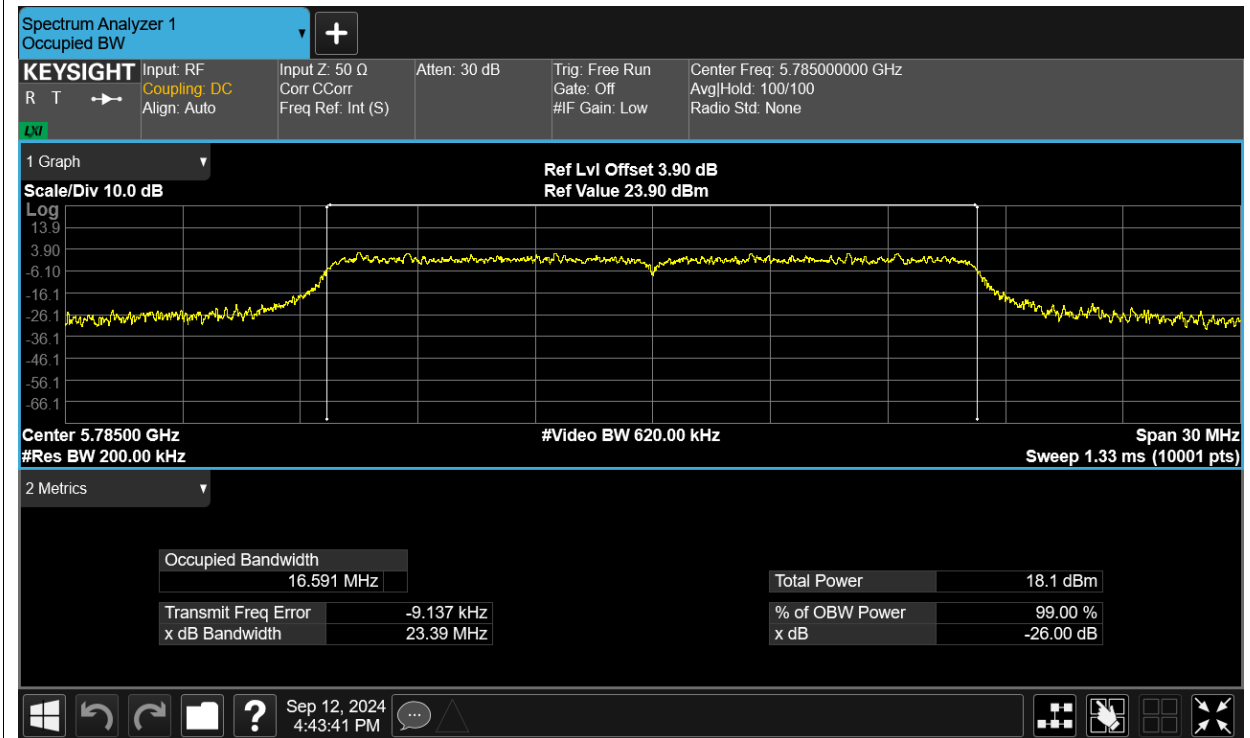 Spectrum Analyzer 1
Occupied BW
KEYSIGHT
R T
LXI
Input: RF
Coupling: DC
Align: Auto
Input Z: 50 Ω
Corr CCorr
Freq Ref: Int (S)
Atten: 30 dB
Trig: Free Run
Gate: Off
#IF Gain: Low
Center Freq: 5.785000000 GHz
Avg|Hold: 100/100
Radio Std: None
1 Graph
Scale/Div 10.0 dB
Ref Lvl Offset 3.90 dB
Ref Value 23.90 dBm
Log
13.9
3.90
-6.10
-16.1
-26.1
-36.1
-46.1
-56.1
-66.1
Center 5.78500 GHz
#Res BW 200.00 kHz
#Video BW 620.00 kHz
Span 30 MHz
Sweep 1.33 ms (10001 pts)
2 Metrics
Occupied Bandwidth
16.591 MHz
Transmit Freq Error -9.137 kHz
x dB Bandwidth 23.39 MHz
Total Power 18.1 dBm
% of OBW Power 99.00 %
x dB -26.00 dB
?
Sep 12, 2024
4:43:41 PM